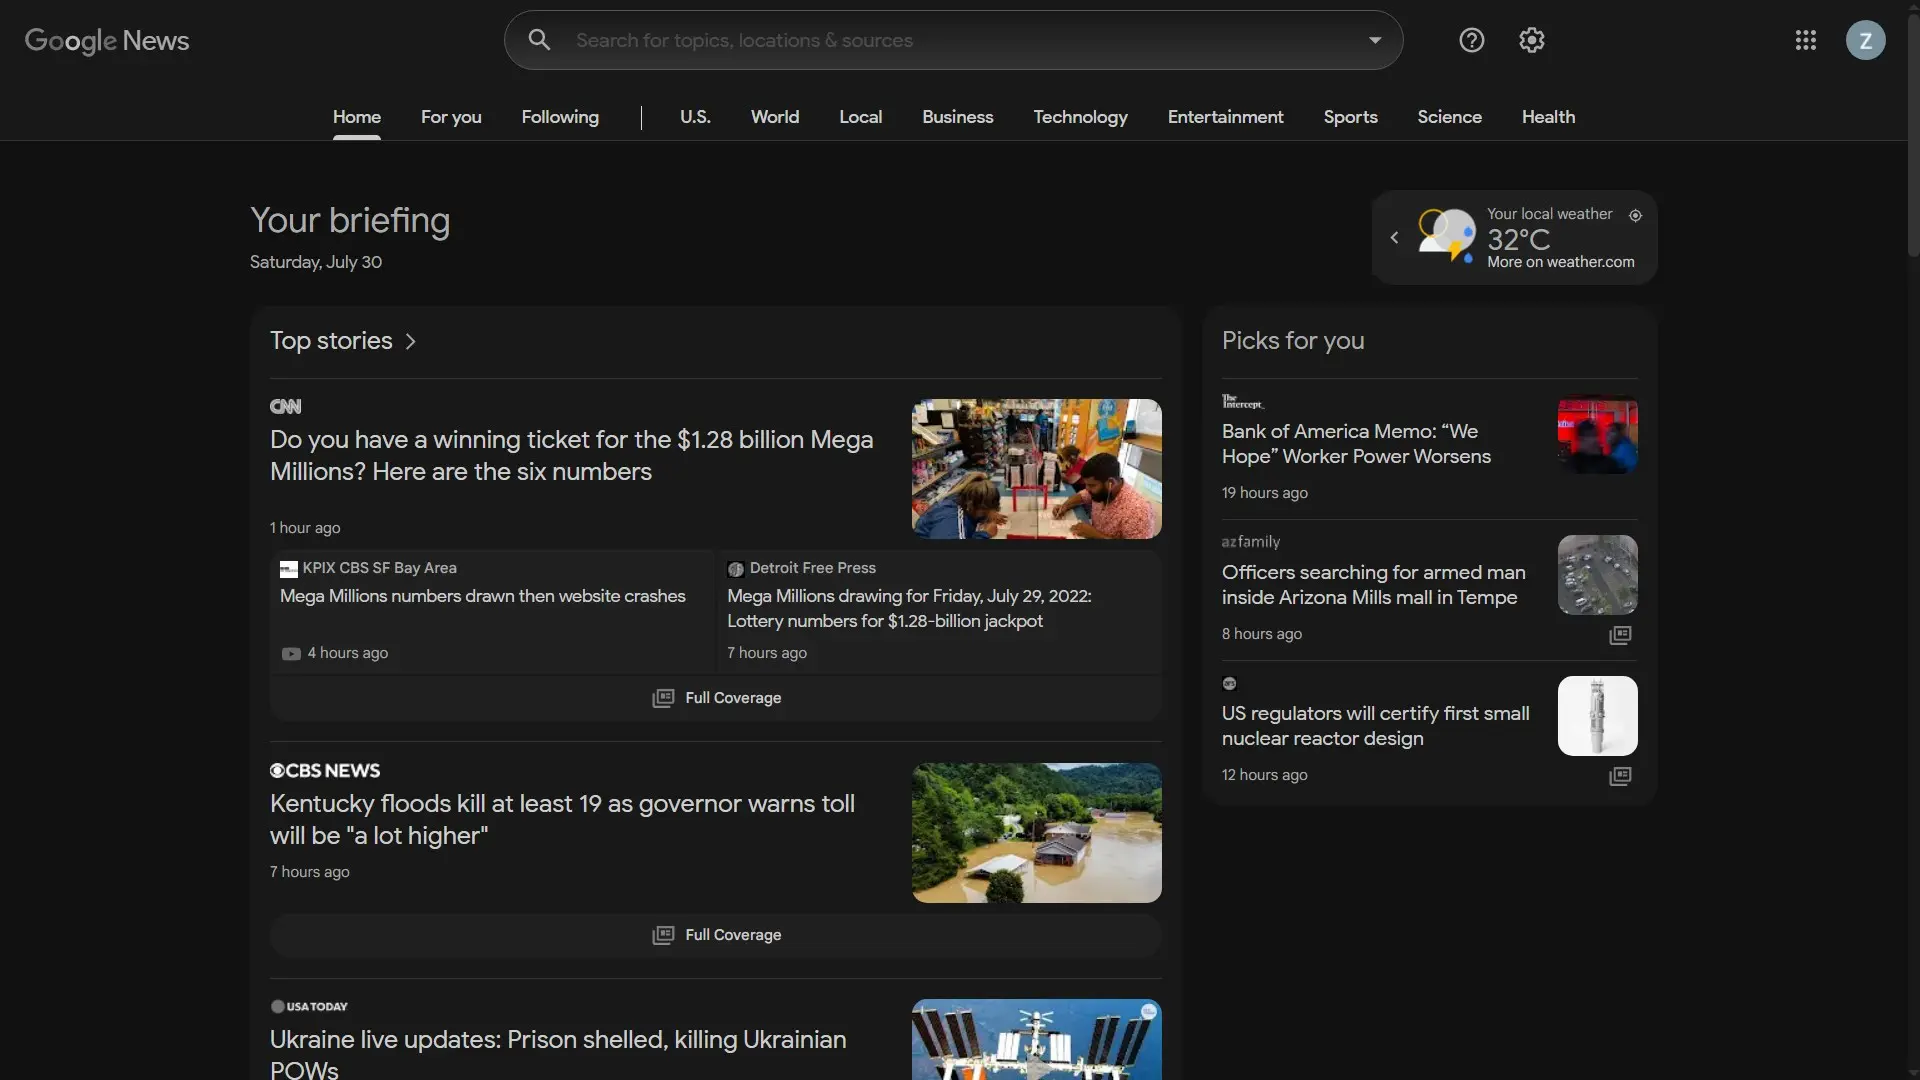 Google News
Search for topics, locations & sources
Z
Home
For you
Following
U.S.
World
Local
Business
Technology
Entertainment
Sports
Science
Health
Your briefing
Saturday, July 30
Your local weather
32°C
More on weather.com
Top stories
CNN
Do you have a winning ticket for the $1.28 billion Mega
Millions? Here are the six numbers
1 hour ago
KPIX CBS SF Bay Area
Mega Millions numbers drawn then website crashes
4 hours ago
Detroit Free Press
Mega Millions drawing for Friday, July 29, 2022:
Lottery numbers for $1.28-billion jackpot
7 hours ago
Full Coverage
CBS NEWS
Kentucky floods kill at least 19 as governor warns toll
will be "a lot higher"
7 hours ago
Full Coverage
USA TODAY
Ukraine live updates: Prison shelled, killing Ukrainian
POWs
Picks for you
The
Intercept_
Bank of America Memo: “We
Hope” Worker Power Worsens
19 hours ago
azfamily
Officers searching for armed man
inside Arizona Mills mall in Tempe
8 hours ago
US regulators will certify first small
nuclear reactor design
12 hours ago